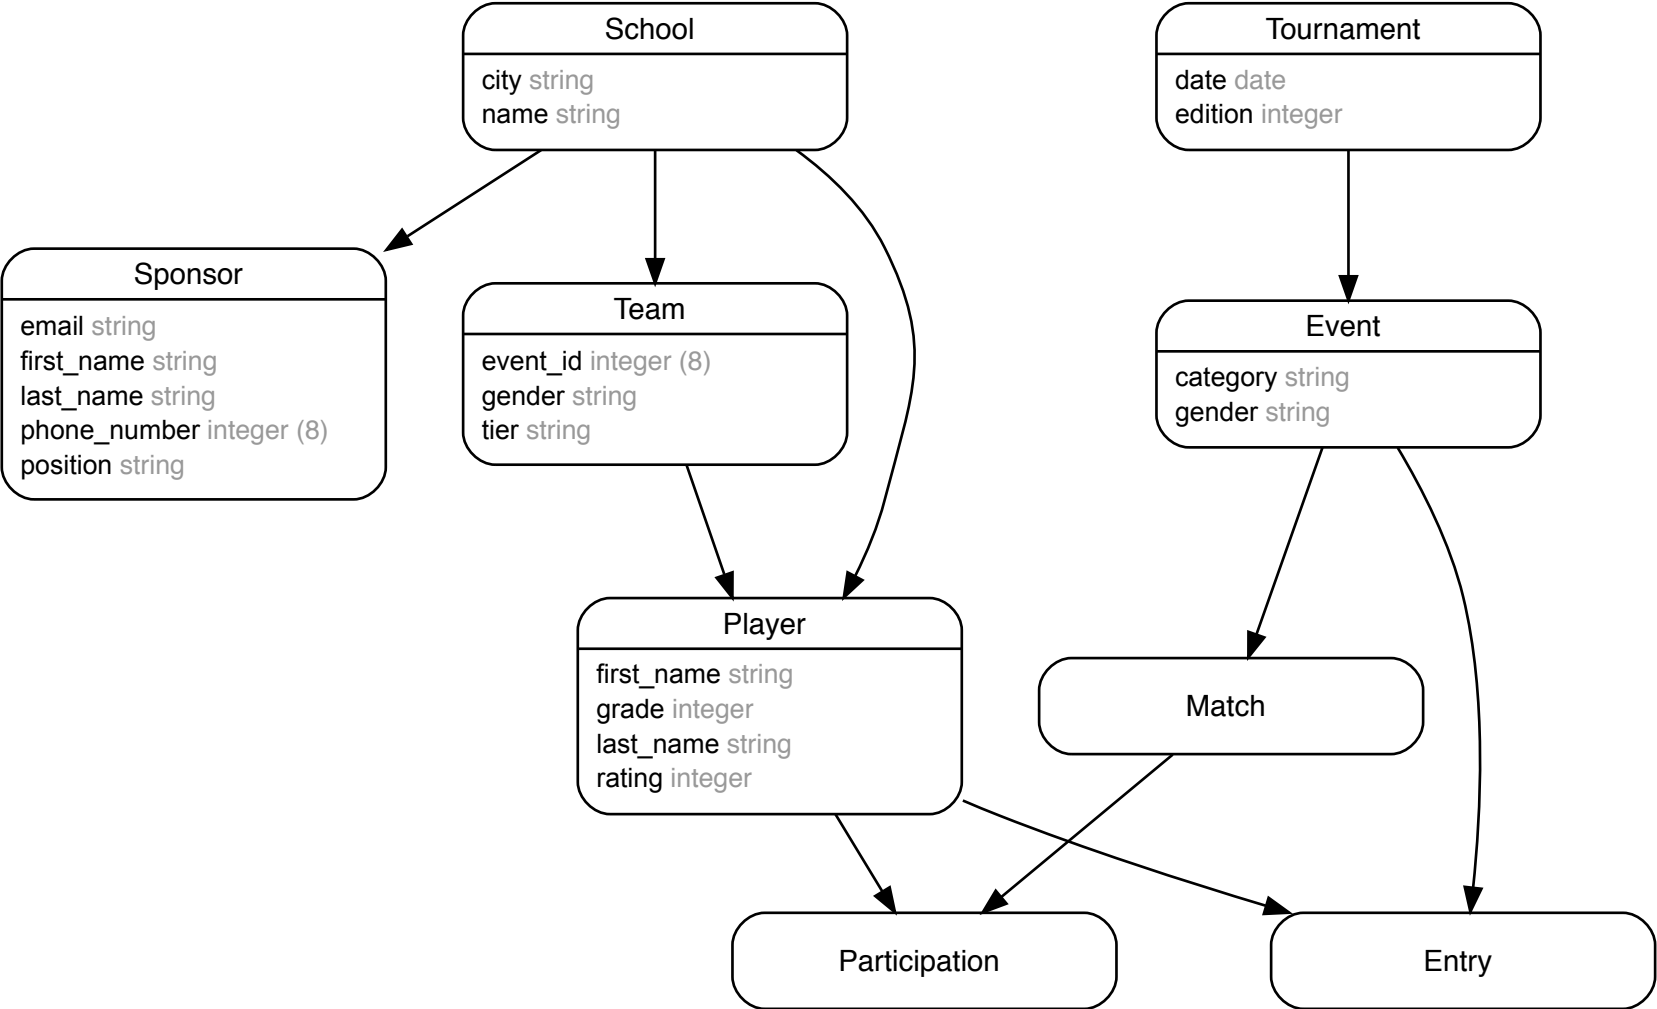 School
city string
name string
Tournament
date date
edition integer
Sponsor
email string
first_name string
last_name string
phone_number integer (8)
position string
Team
event_id integer (8)
gender string
tier string
Event
category string
gender string
Player
first_name string
grade integer
last_name string
rating integer
Match
Participation
Entry